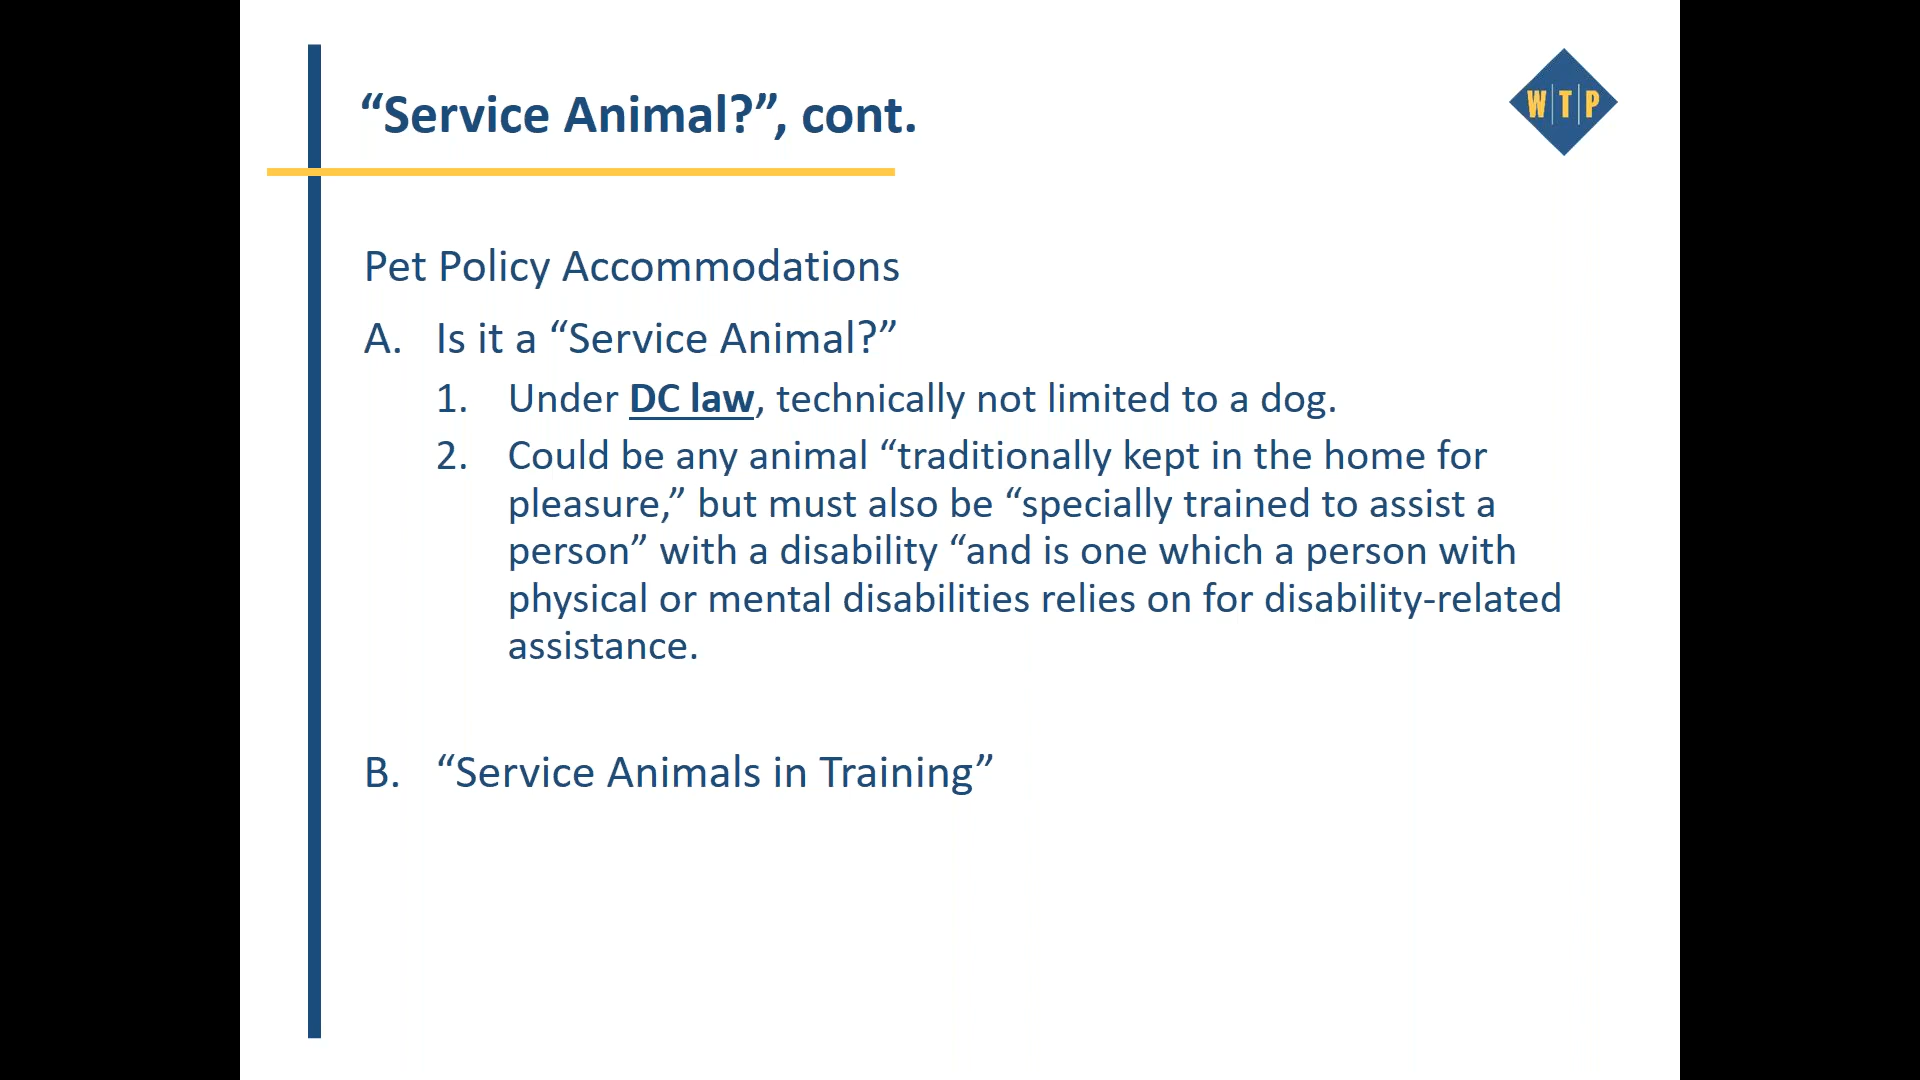 “Service Animal?”, cont.
W|T|P
Pet Policy Accommodations
A. Is it a “Service Animal?”
1. Under DC law, technically not limited to a dog.
2. Could be any animal “traditionally kept in the home for
pleasure,” but must also be “specially trained to assist a
person” with a disability “and is one which a person with
physical or mental disabilities relies on for disability-related
assistance.
B. “Service Animals in Training”